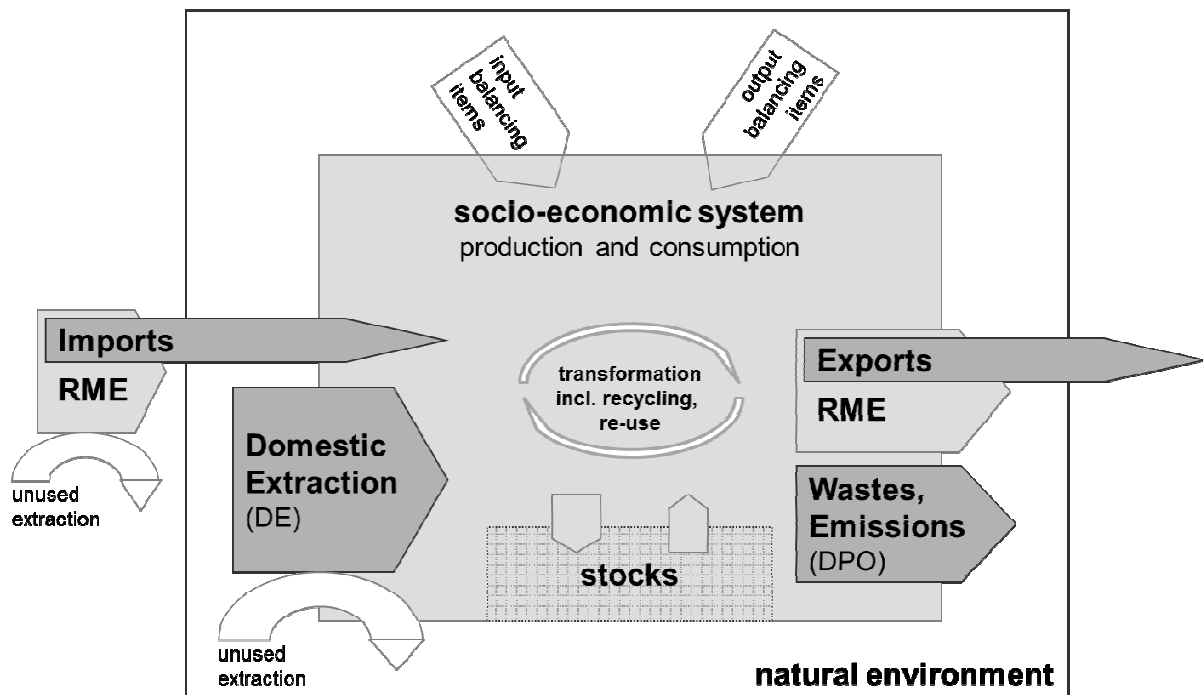 input
balancing
items
output
balancing
items
socio-economic system
production and consumption
Imports
RME
unused
extraction
Domestic
Extraction
(DE)
unused
extraction
transformation
incl. recycling,
re-use
stocks
Exports
RME
Wastes,
Emissions
(DPO)
natural environment